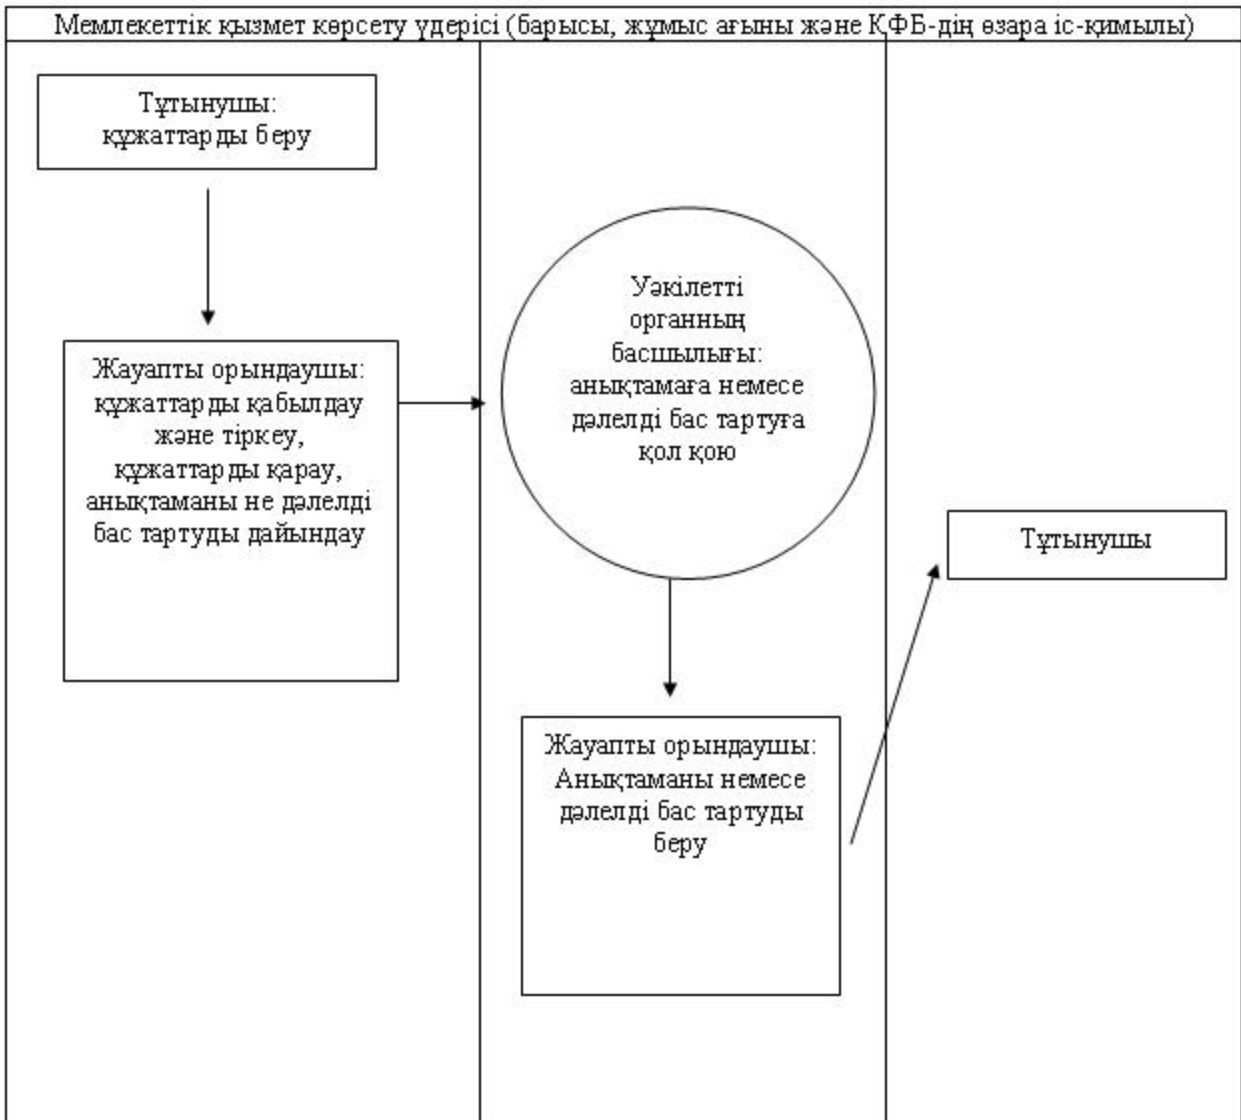 Мемлекеттік қызмет көрсету үдерісі (барысы, жұмыс ағыны және ҚФБ-дің өзара іс-қимылы)
Тұтынушы:
құжаттарды беру
Жауапты орындаушы:
құжаттарды қабылдау
және тіркеу,
құжаттарды қарау,
анықтаманы не дәлелді
бас тартуды дайындау
Уәкілетті
органның
басшылығы:
анықтамаға немесе
дәлелді бас тартуға
қол қою
Жауапты орындаушы:
Анықтаманы немесе
дәлелді бас тартуды
беру
Тұтынушы